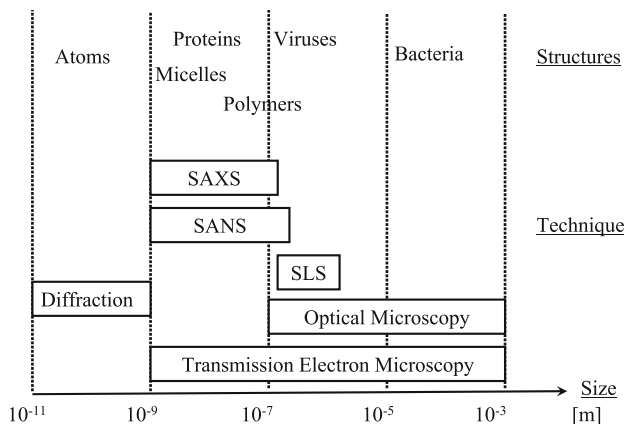 Atoms
Proteins
Viruses
Bacteria
Structures
Micelles
Polymers
SAXS
SANS
Technique
SLS
Diffraction
Optical Microscopy
Transmission Electron Microscopy
Size
10⁻¹¹ 10⁻⁹ 10⁻⁷ 10⁻⁵ 10⁻³ [m]